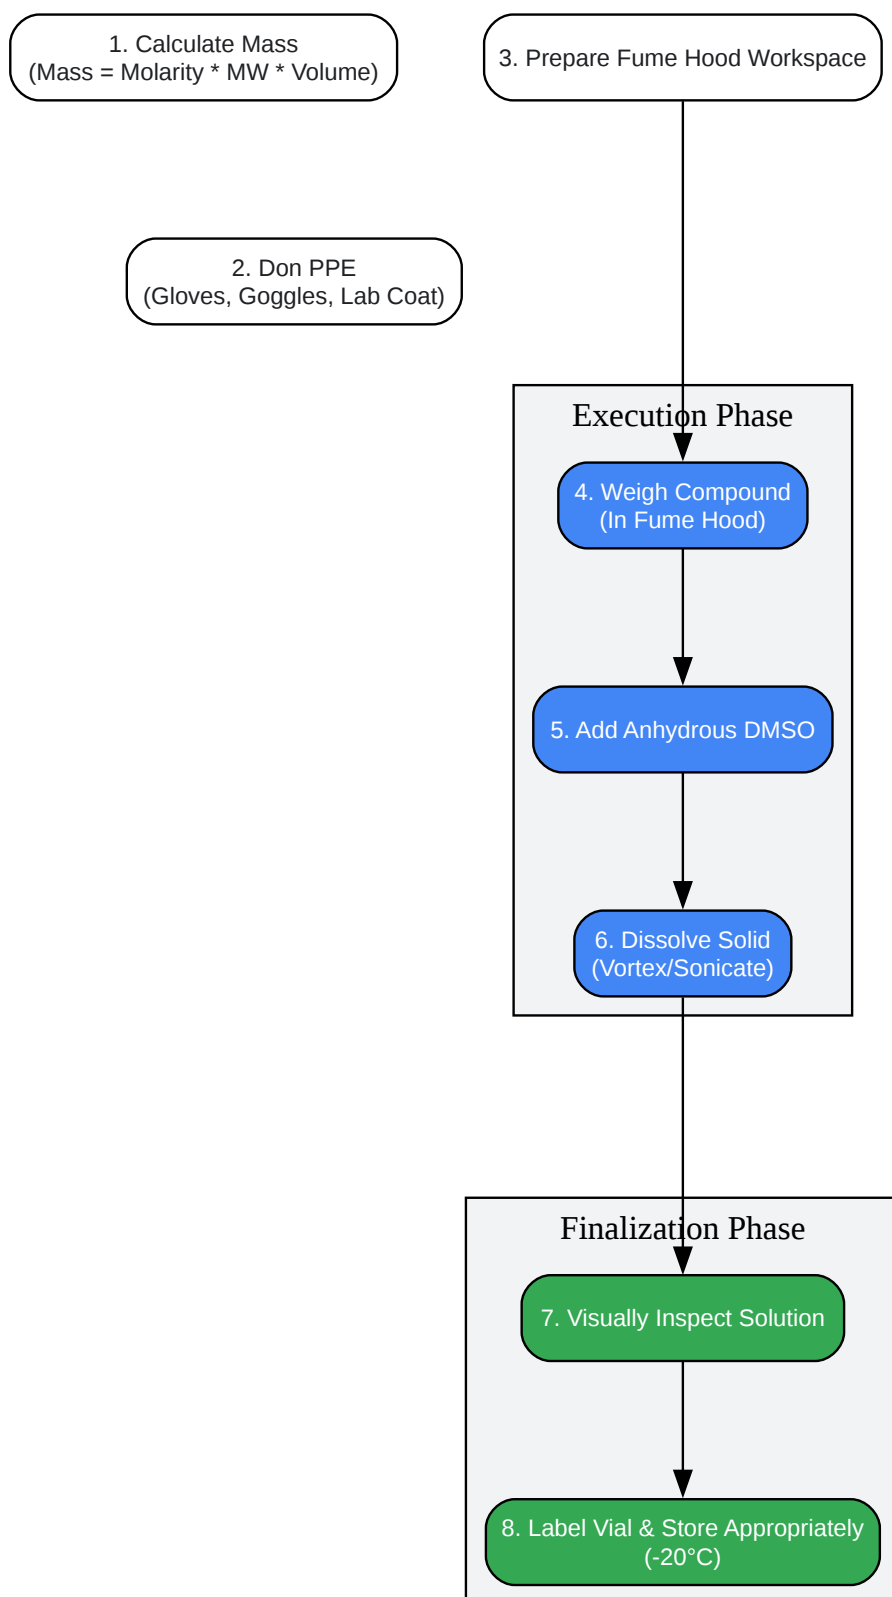 1. Calculate Mass
(Mass = Molarity * MW * Volume)
3. Prepare Fume Hood Workspace
2. Don PPE
(Gloves, Goggles, Lab Coat)
Execution Phase
4. Weigh Compound
(In Fume Hood)
5. Add Anhydrous DMSO
6. Dissolve Solid
(Vortex/Sonicate)
Finalization Phase
7. Visually Inspect Solution
8. Label Vial & Store Appropriately
(-20°C)